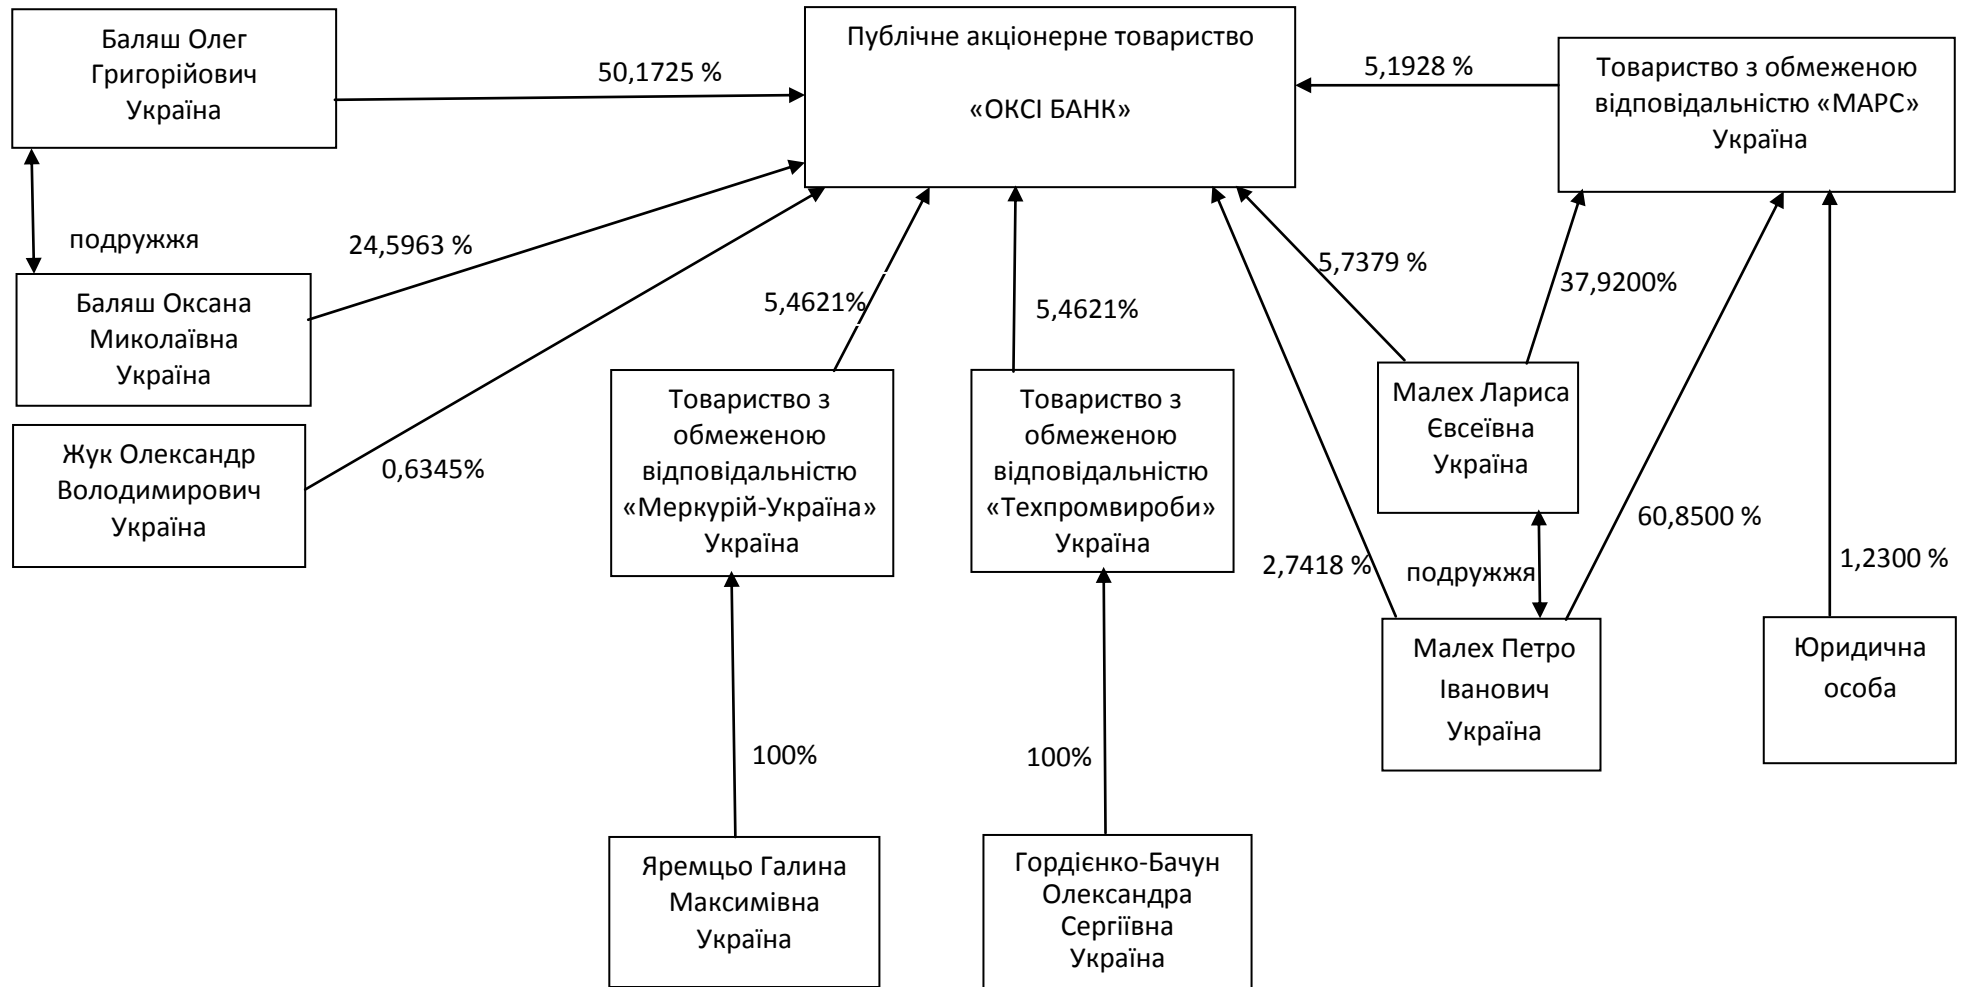 Баляш Олег
Григорійович
Україна
50,1725 %
Публічне акціонерне товариство
«ОКСІ БАНК»
5,1928 %
Товариство з обмеженою
відповідальністю «МАРС»
Україна
подружжя
24,5963 %
Баляш Оксана
Миколаївна
Україна
5,4621%
5,4621%
5,7379 %
37,9200%
Жук Олександр
Володимирович
Україна
0,6345%
Товариство з
обмеженою
відповідальністю
«Меркурій-Україна»
Україна
Товариство з
обмеженою
відповідальністю
«Техпромвироби»
Україна
Малех Лариса
Євсеївна
Україна
60,8500 %
2,7418 %
подружжя
1,2300 %
Малех Петро
Іванович
Україна
Юридична
особа
100%
100%
Яремцьо Галина
Максимівна
Україна
Гордієнко-Бачун
Олександра
Сергіївна
Україна